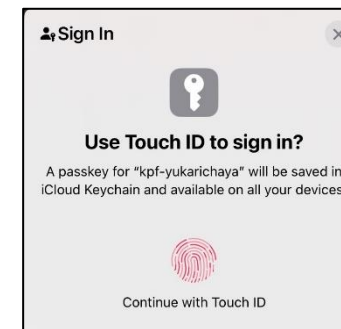 Sign In
Use Touch ID to sign in?
A passkey for "kpf-yukarichaya" will be saved in
iCloud Keychain and available on all your devices
Continue with Touch ID